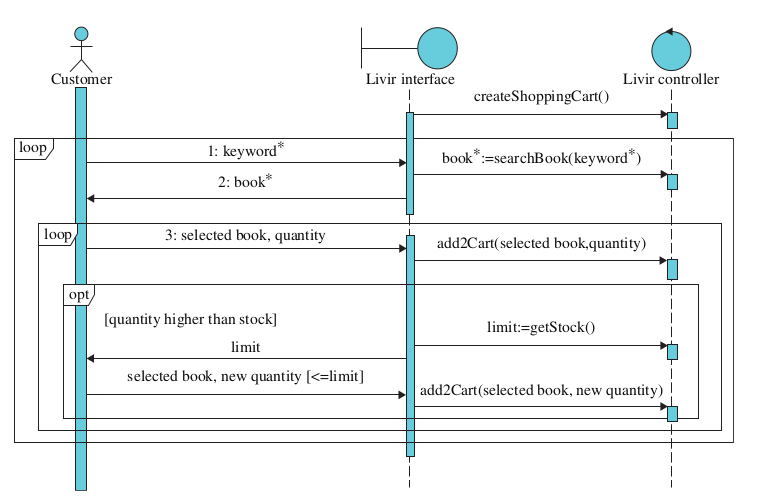 Customer
Livir interface
Livir controller
createShoppingCart()
loop
1: keyword*
book*:=searchBook(keyword*)
2: book*
loop
3: selected book, quantity
add2Cart(selected book,quantity)
opt
[quantity higher than stock]
limit:=getStock()
limit
selected book, new quantity [<=limit]
add2Cart(selected book, new quantity)